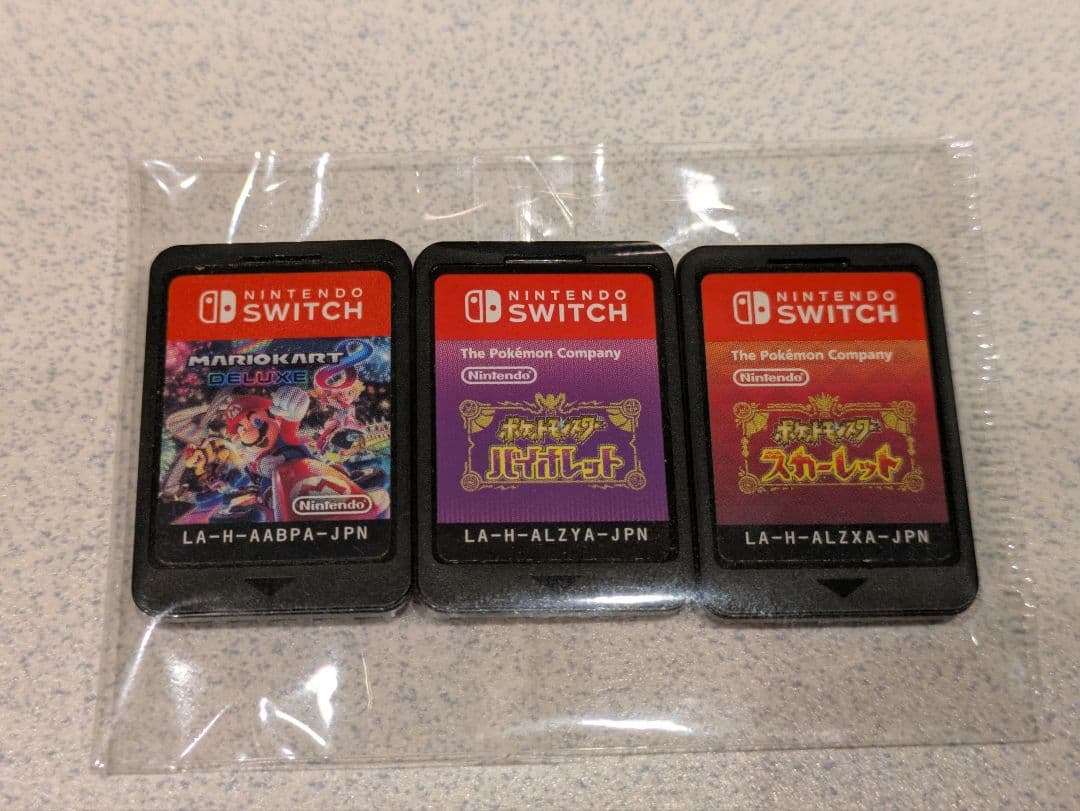 NINTENDO
SWITCH
MARIOKART 8
DELUXE
Nintendo
LA-H-AABPA-JPN
NINTENDO
SWITCH
The Pokémon Company
Nintendo
ポケットモンスター
バイオレット
LA-H-ALZYA-JPN
NINTENDO
SWITCH
The Pokémon Company
Nintendo
ポケットモンスター
スカーレット
LA-H-ALZXA-JPN